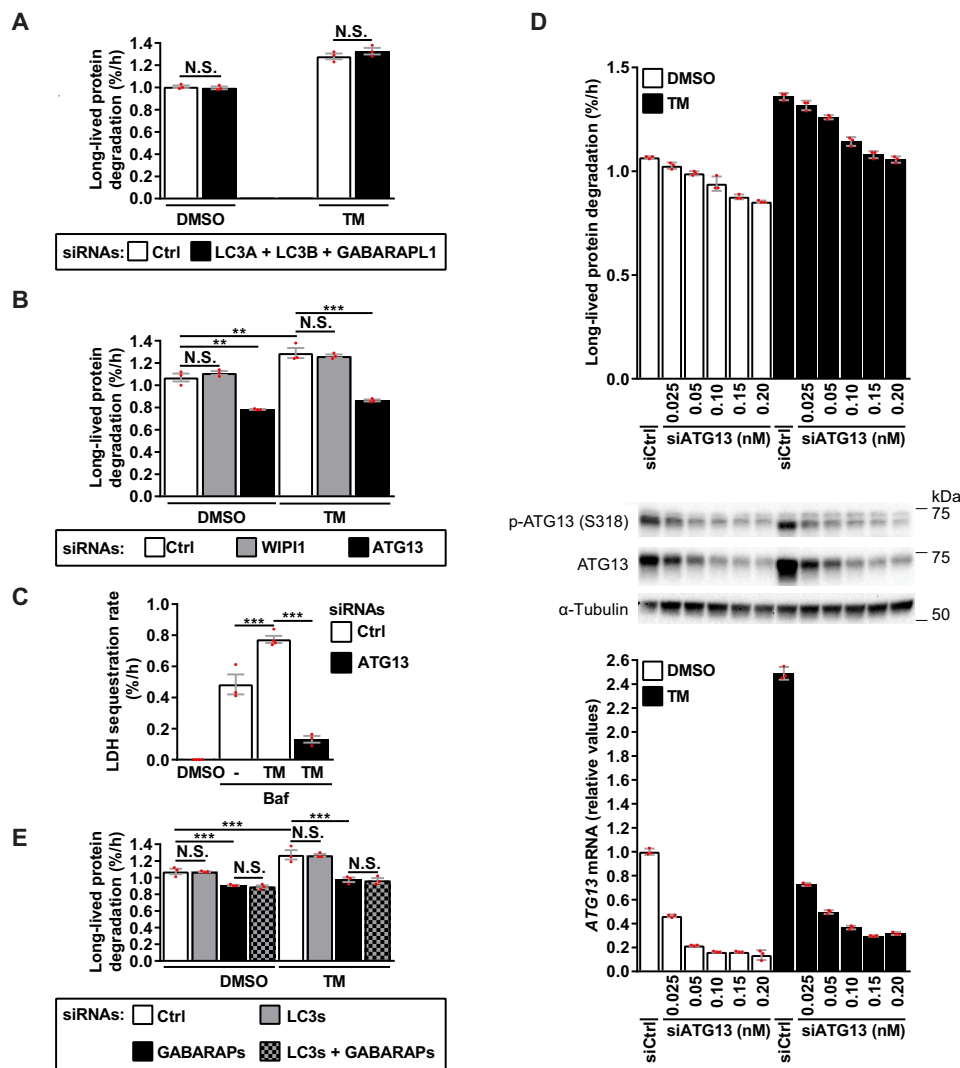 A
Long-lived protein
degradation (%/h)
1.4
1.2
1.0
0.8
0.6
0.4
0.2
0.0
N.S.
N.S.
DMSO
TM
siRNAs: Ctrl LC3A + LC3B + GABARAPL1
B
Long-lived protein
degradation (%/h)
1.4
1.2
1.0
0.8
0.6
0.4
0.2
0.0
***
**
N.S.
**
N.S.
DMSO
TM
siRNAs: Ctrl WIPI1 ATG13
C
LDH sequestration rate
(%/h)
1.0
0.8
0.6
0.4
0.2
0.0
***
***
siRNAs
Ctrl
ATG13
DMSO - TM TM
Baf
E
Long-lived protein
degradation (%/h)
1.4
1.2
1.0
0.8
0.6
0.4
0.2
0.0
***
***
***
N.S.
N.S.
N.S.
N.S.
DMSO
TM
siRNAs: Ctrl LC3s
GABARAPs LC3s + GABARAPs
D
Long-lived protein degradation (%/h)
1.5
1.0
0.5
0.0
DMSO
TM
siCtrl
0.025
0.05
0.10
0.15
0.20
siATG13 (nM)
siCtrl
0.025
0.05
0.10
0.15
0.20
siATG13 (nM)
kDa
p-ATG13 (S318)
75
ATG13
75
α-Tubulin
50
ATG13 mRNA (relative values)
2.6
2.4
2.2
2.0
1.8
1.6
1.4
1.2
1.0
0.8
0.6
0.4
0.2
0.0
DMSO
TM
siCtrl
0.025
0.05
0.10
0.15
0.20
siATG13 (nM)
siCtrl
0.025
0.05
0.10
0.15
0.20
siATG13 (nM)